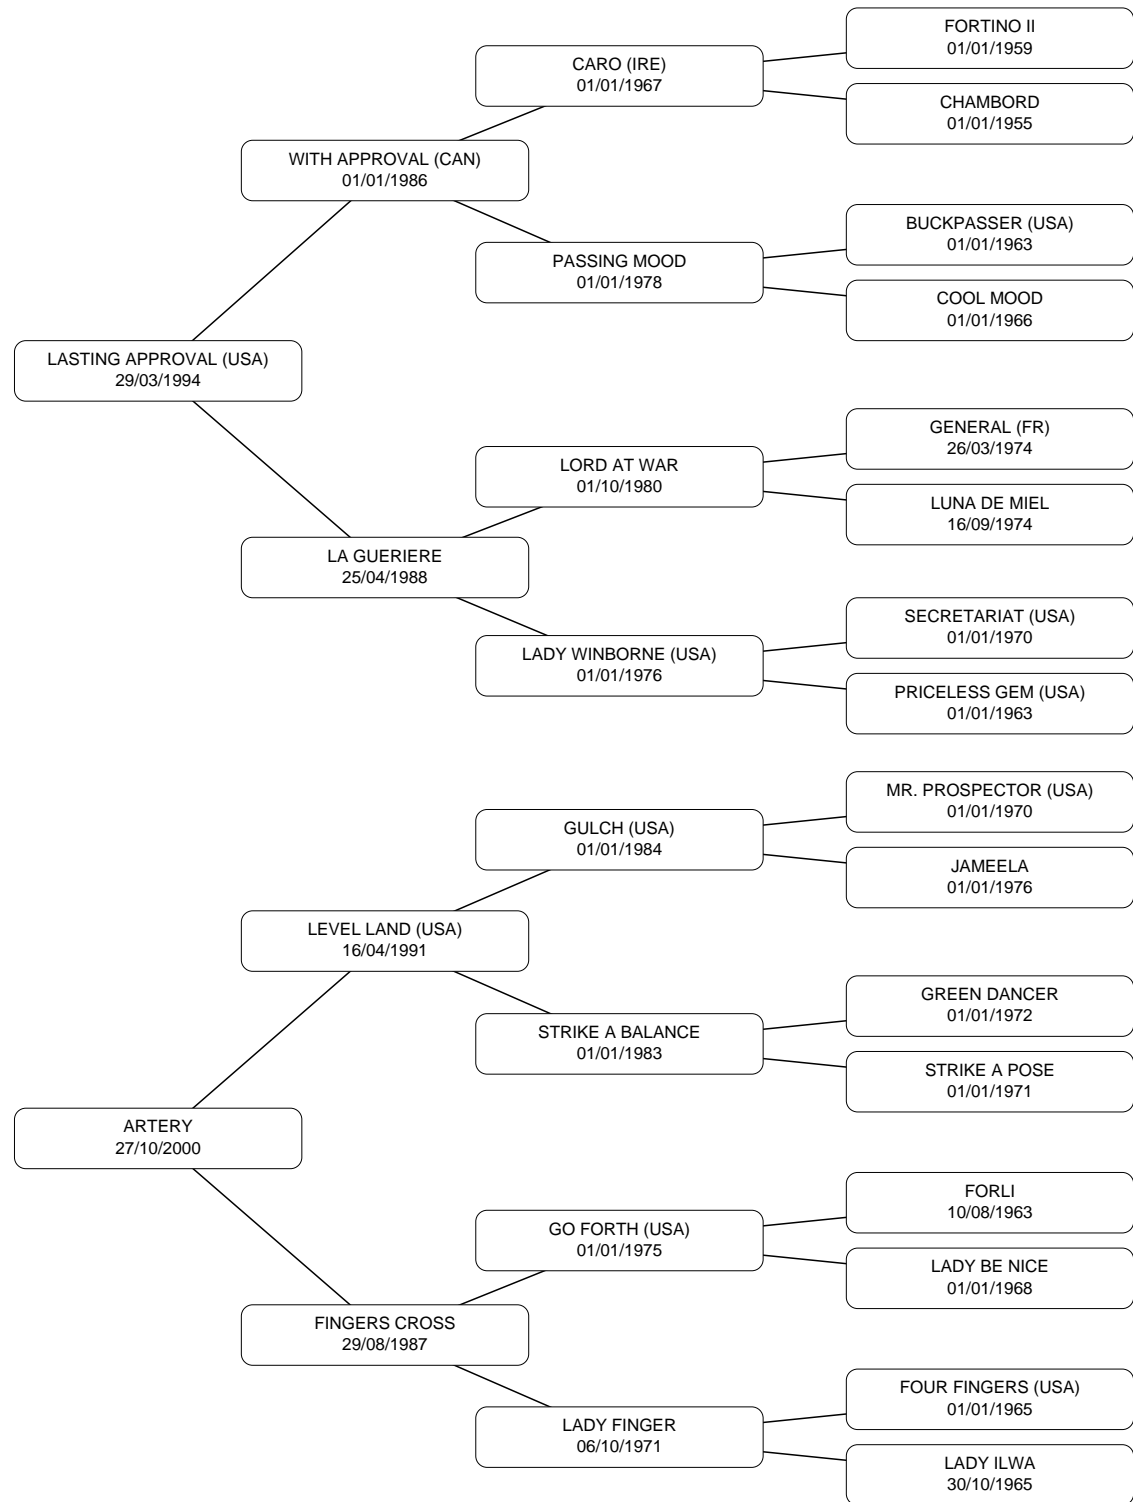 FORTINO II
01/01/1959
CARO (IRE)
01/01/1967
CHAMBORD
01/01/1955
WITH APPROVAL (CAN)
01/01/1986
BUCKPASSER (USA)
01/01/1963
PASSING MOOD
01/01/1978
COOL MOOD
01/01/1966
LASTING APPROVAL (USA)
29/03/1994
GENERAL (FR)
26/03/1974
LORD AT WAR
01/10/1980
LUNA DE MIEL
16/09/1974
LA GUERIERE
25/04/1988
SECRETARIAT (USA)
01/01/1970
LADY WINBORNE (USA)
01/01/1976
PRICELESS GEM (USA)
01/01/1963
MR. PROSPECTOR (USA)
01/01/1970
GULCH (USA)
01/01/1984
JAMEELA
01/01/1976
LEVEL LAND (USA)
16/04/1991
GREEN DANCER
01/01/1972
STRIKE A BALANCE
01/01/1983
STRIKE A POSE
01/01/1971
ARTERY
27/10/2000
FORLI
10/08/1963
GO FORTH (USA)
01/01/1975
LADY BE NICE
01/01/1968
FINGERS CROSS
29/08/1987
FOUR FINGERS (USA)
01/01/1965
LADY FINGER
06/10/1971
LADY ILWA
30/10/1965